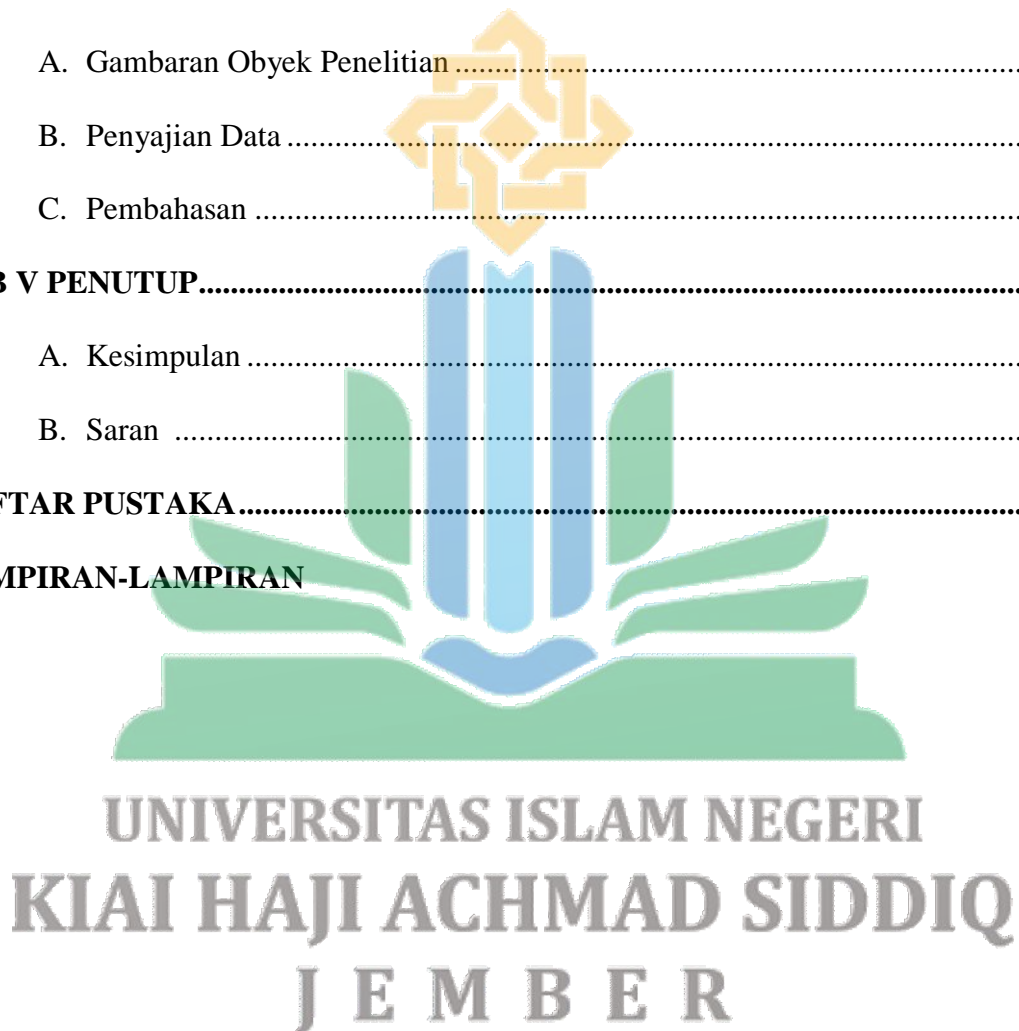 A. Gambaran Obyek Penelitian ........................................................................
B. Penyajian Data .............................................................................................
C. Pembahasan .................................................................................................
B V PENUTUP........................................................................................................
A. Kesimpulan ..................................................................................................
B. Saran ...........................................................................................................
FTAR PUSTAKA...................................................................................................
MPIRAN-LAMPIRAN
UNIVERSITAS ISLAM NEGERI
KIAI HAJI ACHMAD SIDDIQ
J E M B E R